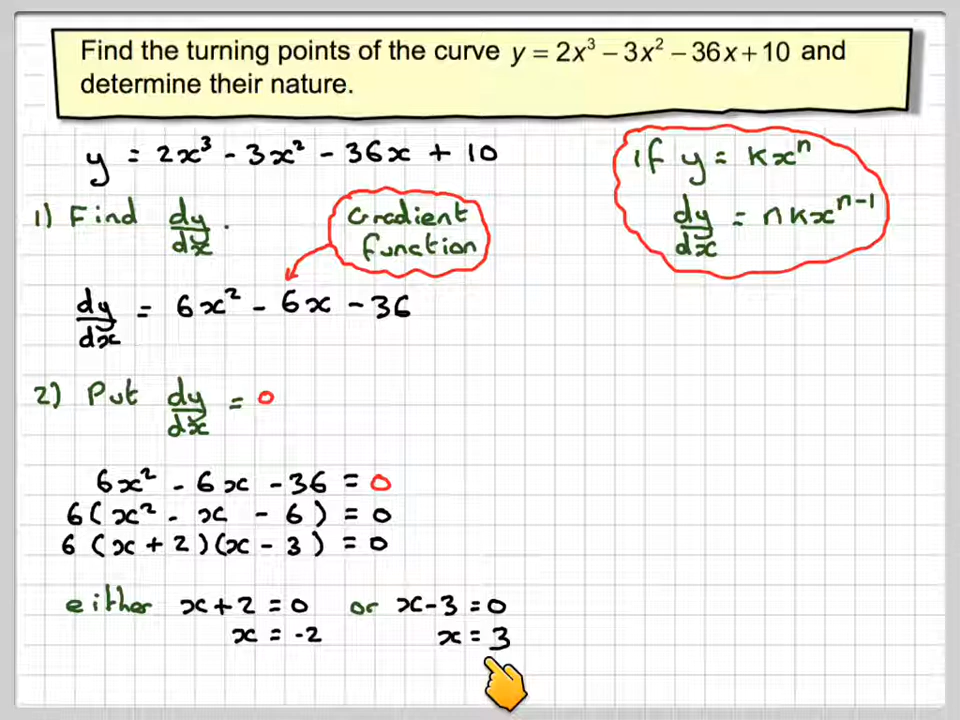 Find the turning points of the curve y = 2x³ − 3x² − 36x + 10 and
determine their nature.
y = 2x³ - 3x² - 36x + 10
if y = kxⁿ
dy/dx = nkxⁿ⁻¹
1) Find dy/dx.
Gradient
function
dy/dx = 6x² - 6x - 36
2) Put dy/dx = 0
6x² - 6x - 36 = 0
6(x² - x - 6) = 0
6(x + 2)(x - 3) = 0
either x+2 = 0 or x-3 = 0
x = -2 x = 3